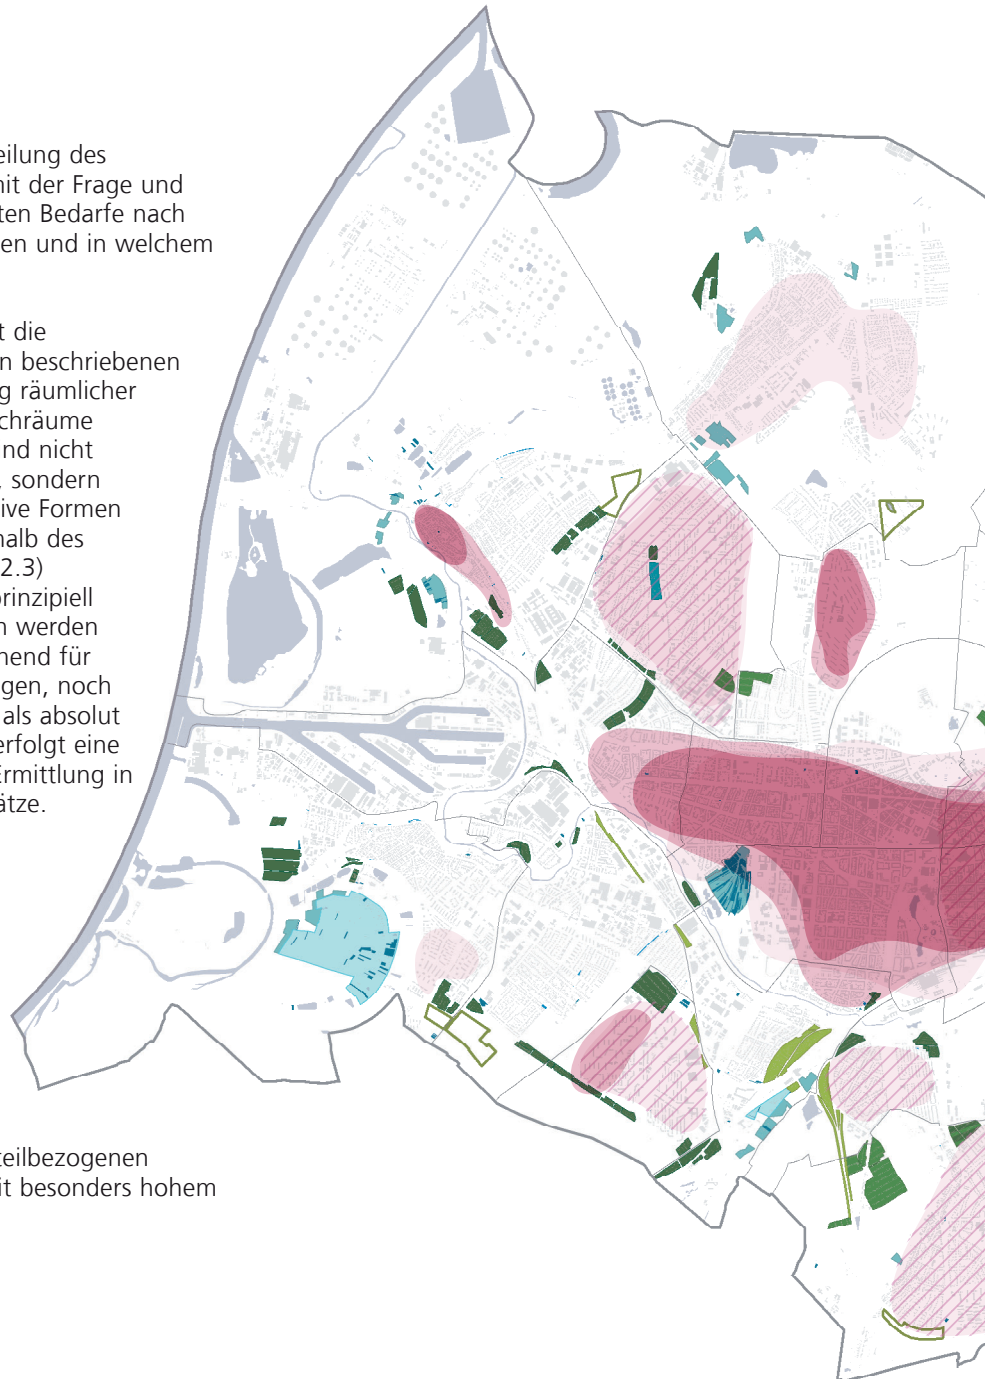 eilung des
nit der Frage und
ten Bedarfe nach
en und in welchem
t die
n beschriebenen
g räumlicher
chräume
nd nicht
, sondern
ive Formen
halb des
2.3)
prinzipiell
n werden
nend für
gen, noch
als absolut
erfolgt eine
Ermittlung in
ätze.
teilbezogenen
it besonders hohem